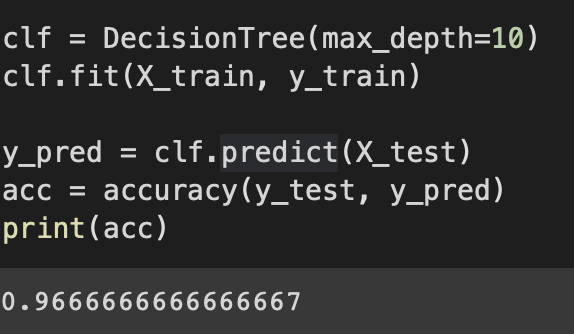 clf = DecisionTree(max_depth=10)
clf.fit(X_train, y_train)
y_pred = clf.predict(X_test)
acc = accuracy(y_test, y_pred)
print(acc)
0.9666666666666667